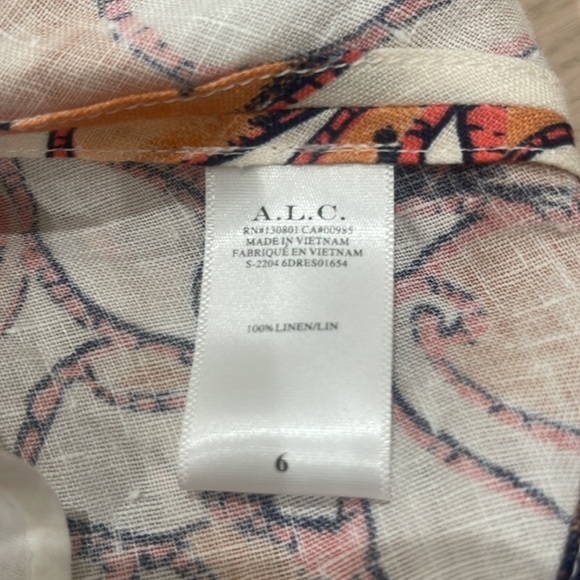 A.L.C.
RN#130801 CA#00985
MADE IN VIETNAM
FABRIQUÉ EN VIETNAM
S-2204 6DRES01654
100% LINEN/LIN
6